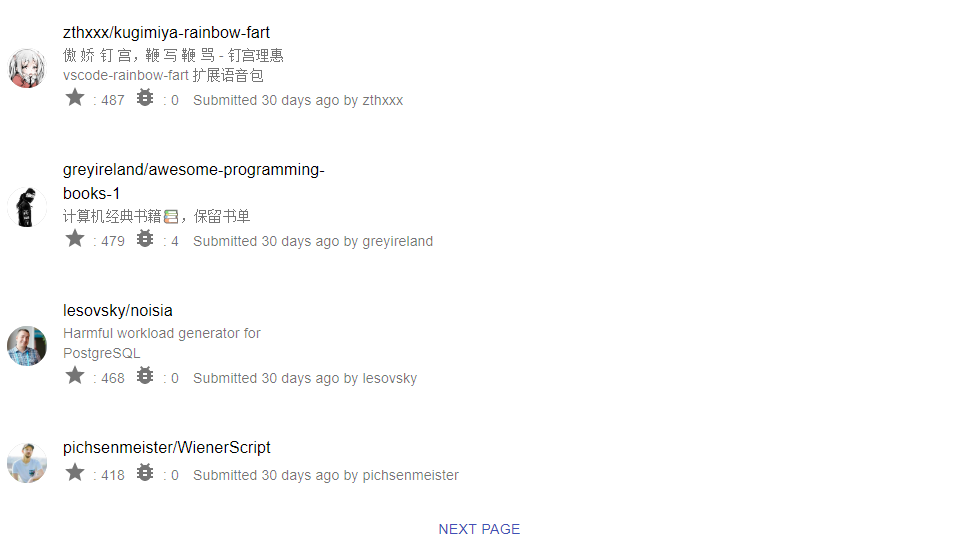 zthxxx/kugimiya-rainbow-fart
傲 娇 钉 宫，鞭 写 鞭 骂 - 钉宫理惠
vscode-rainbow-fart 扩展语音包
: 487 : 0 Submitted 30 days ago by zthxxx
greyireland/awesome-programming-
books-1
计算机经典书籍📚，保留书单
: 479 : 4 Submitted 30 days ago by greyireland
lesovsky/noisia
Harmful workload generator for
PostgreSQL
: 468 : 0 Submitted 30 days ago by lesovsky
pichsenmeister/WienerScript
: 418 : 0 Submitted 30 days ago by pichsenmeister
NEXT PAGE